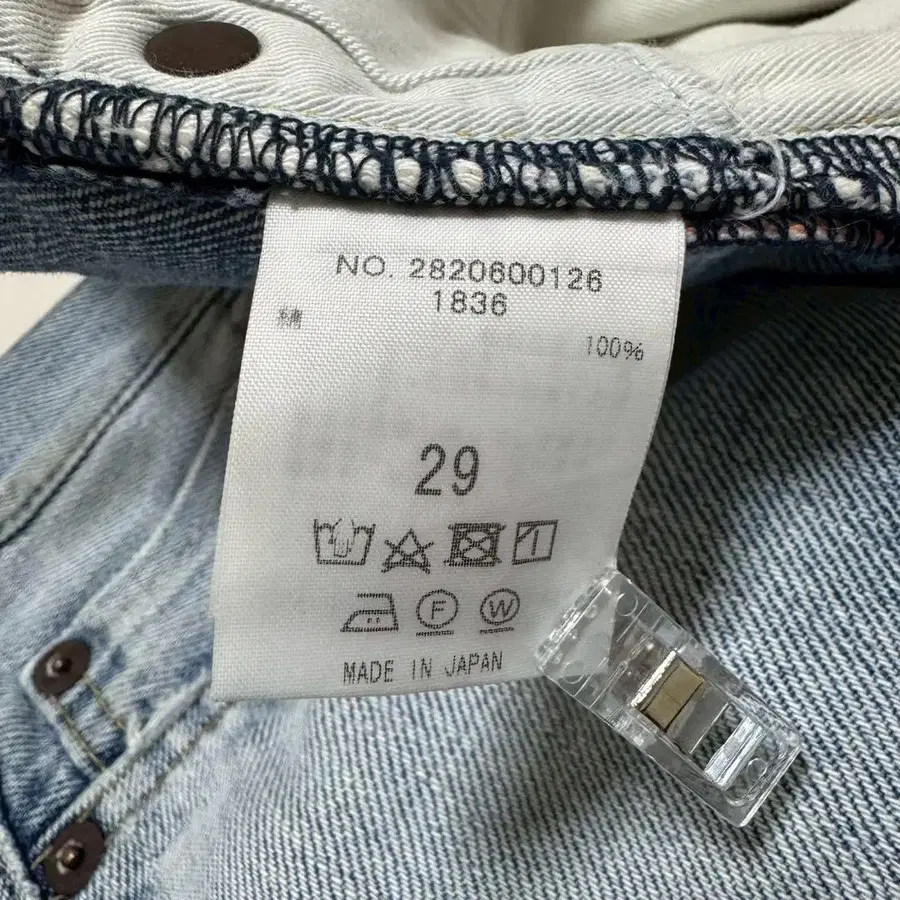 NO. 2820600126
1836
綿 100%
29
F W
MADE IN JAPAN